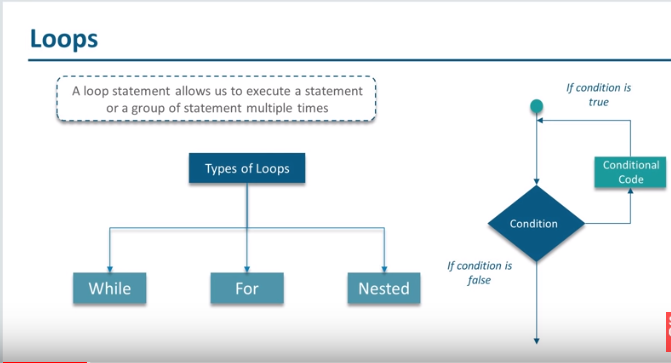 Loops
A loop statement allows us to execute a statement
or a group of statement multiple times
Types of Loops
While
For
Nested
If condition is
true
Conditional
Code
Condition
If condition is
false